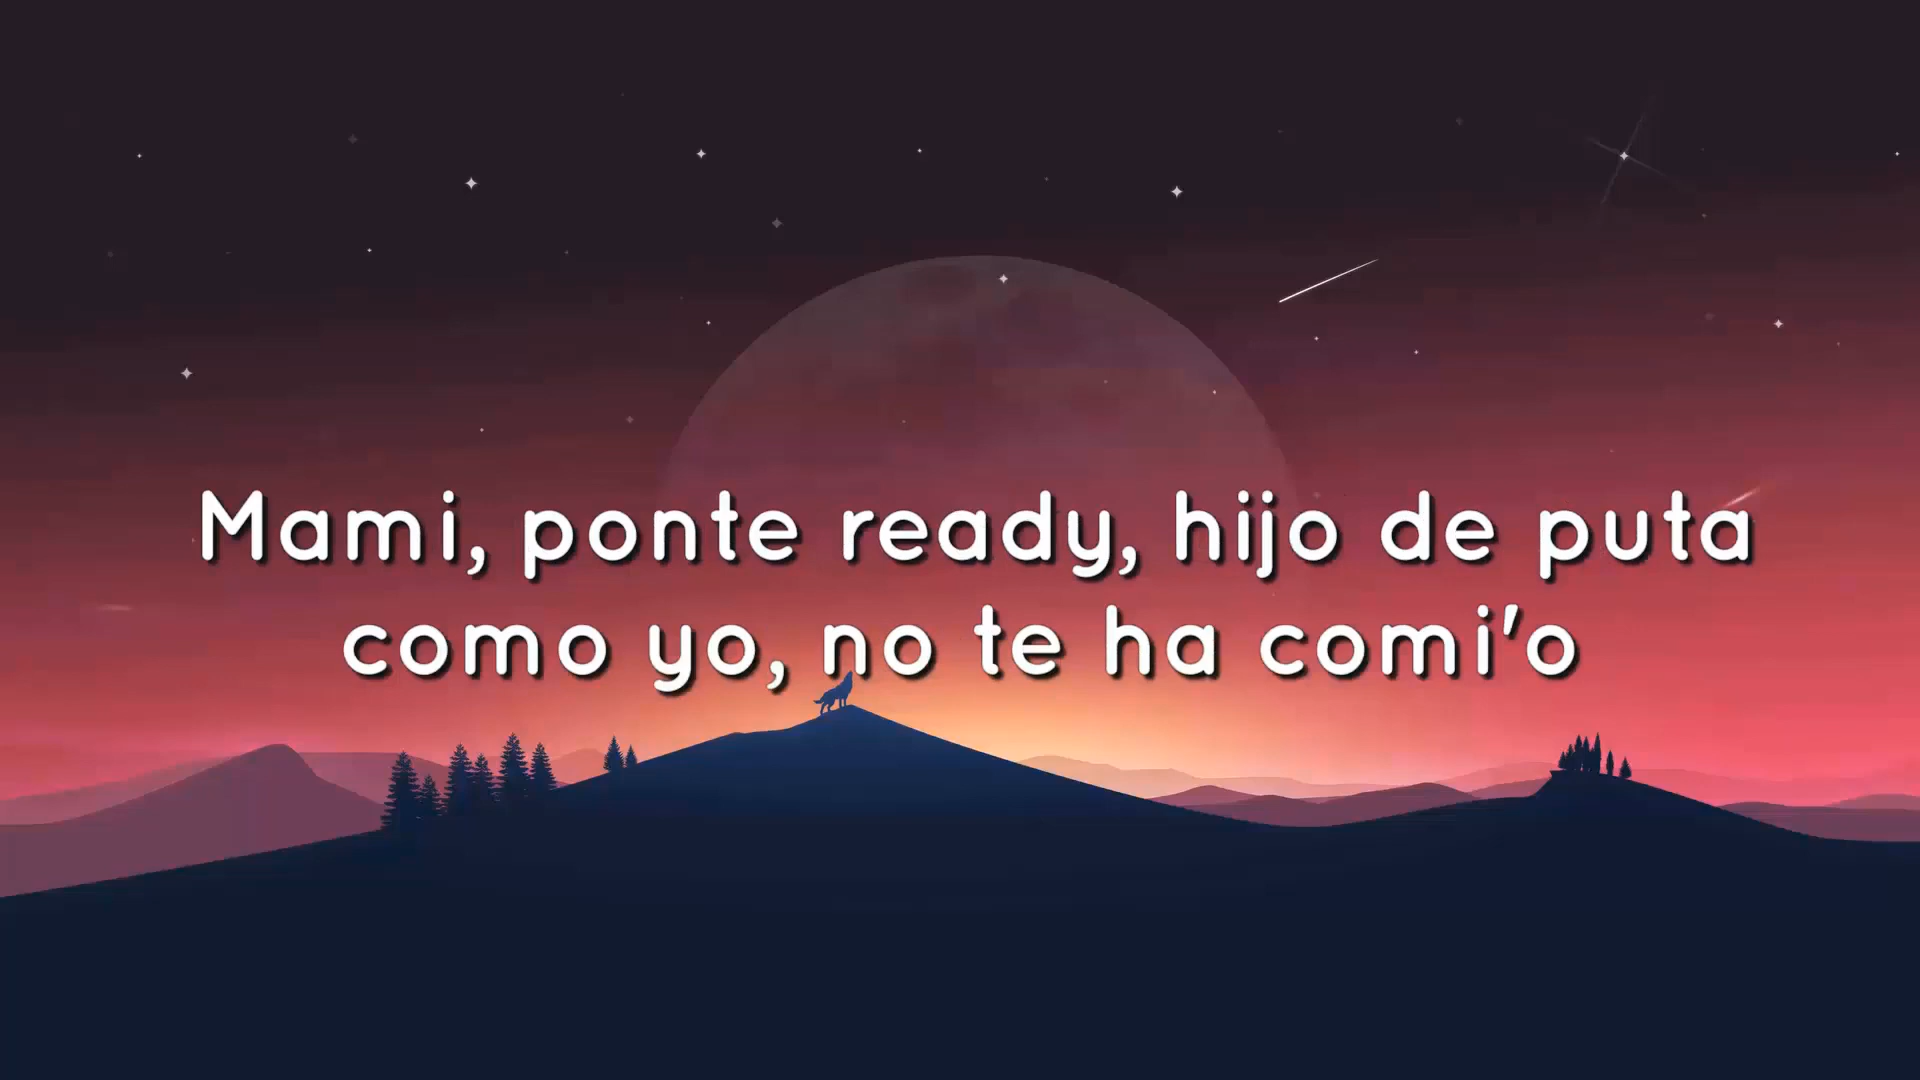 Mami, ponte ready, hijo de puta
como yo, no te ha comi'o